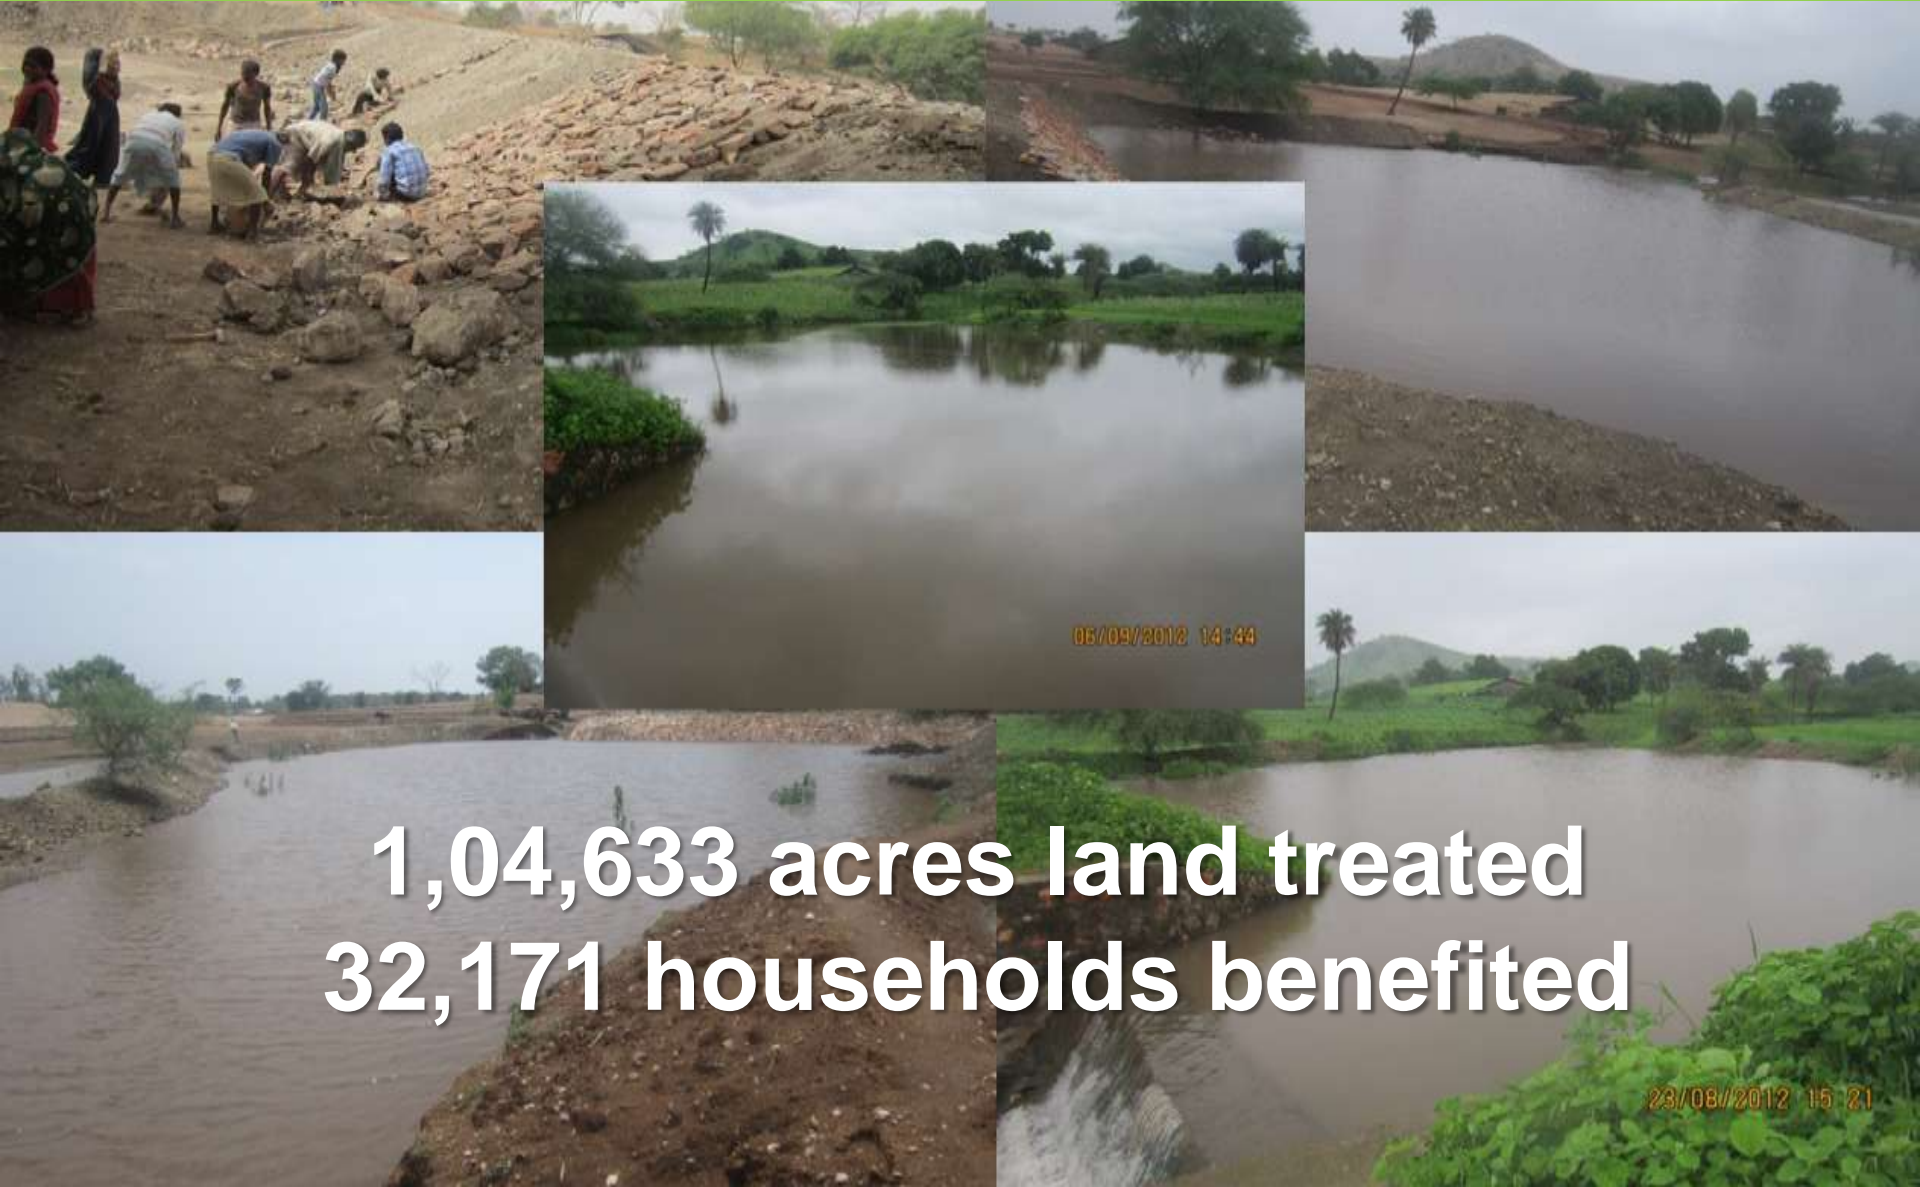 06/09/2012 14:44
1,04,633 acres land treated
32,171 households benefited
23/08/2012 15 21